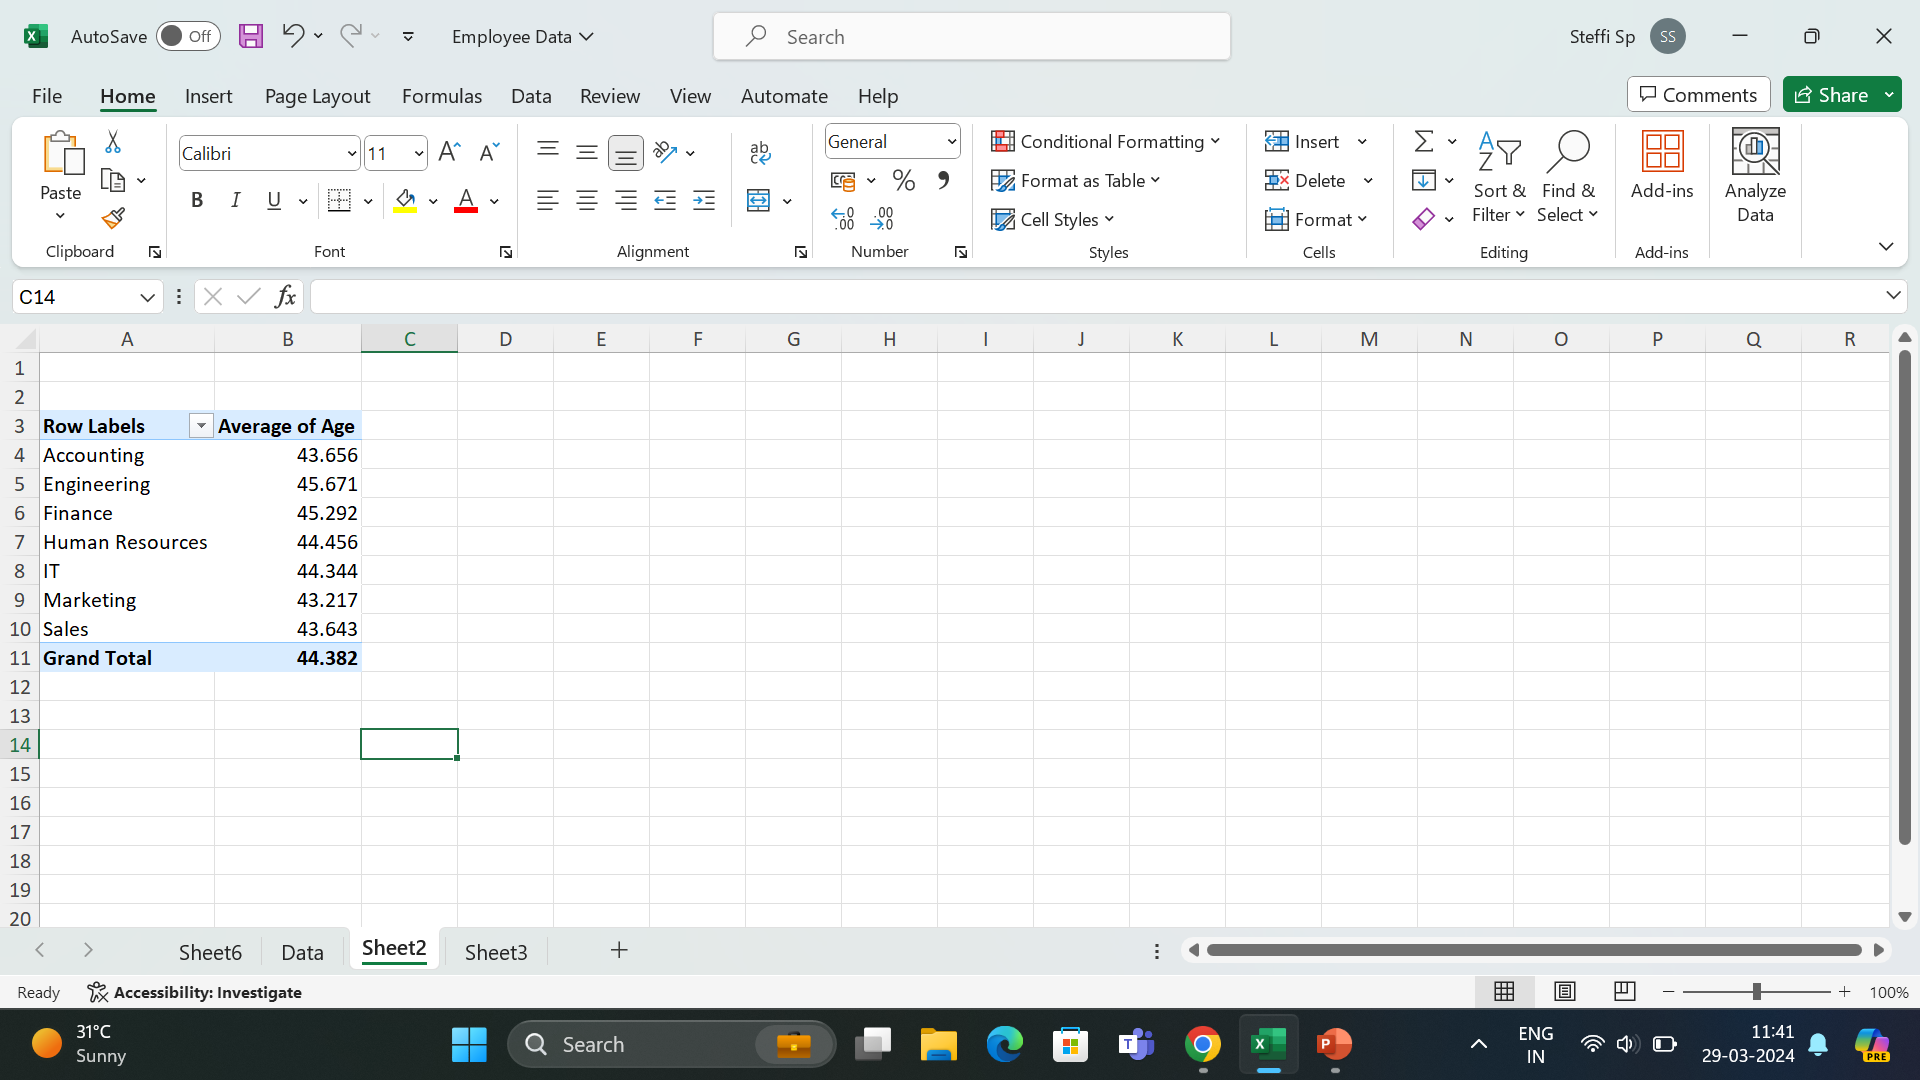 AutoSave Off Employee Data Search Steffi Sp SS
File Home Insert Page Layout Formulas Data Review View Automate Help Comments Share
Paste
Clipboard
Calibri 11
B I U A
Font
ab
Alignment
General
% 9
Number
Conditional Formatting
Format as Table
Cell Styles
Styles
Insert
Delete
Format
Cells
Sort & Filter
Find & Select
Editing
Add-ins
Add-ins
Analyze Data
C14 fx
A B C D E F G H I J K L M N O P Q R
1
2
3 Row Labels Average of Age
4 Accounting 43.656
5 Engineering 45.671
6 Finance 45.292
7 Human Resources 44.456
8 IT 44.344
9 Marketing 43.217
10 Sales 43.643
11 Grand Total 44.382
12
13
14
15
16
17
18
19
20
Sheet6 Data Sheet2 Sheet3
Ready Accessibility: Investigate 100%
31°C
Sunny
Search
ENG
IN
11:41
29-03-2024
PRE